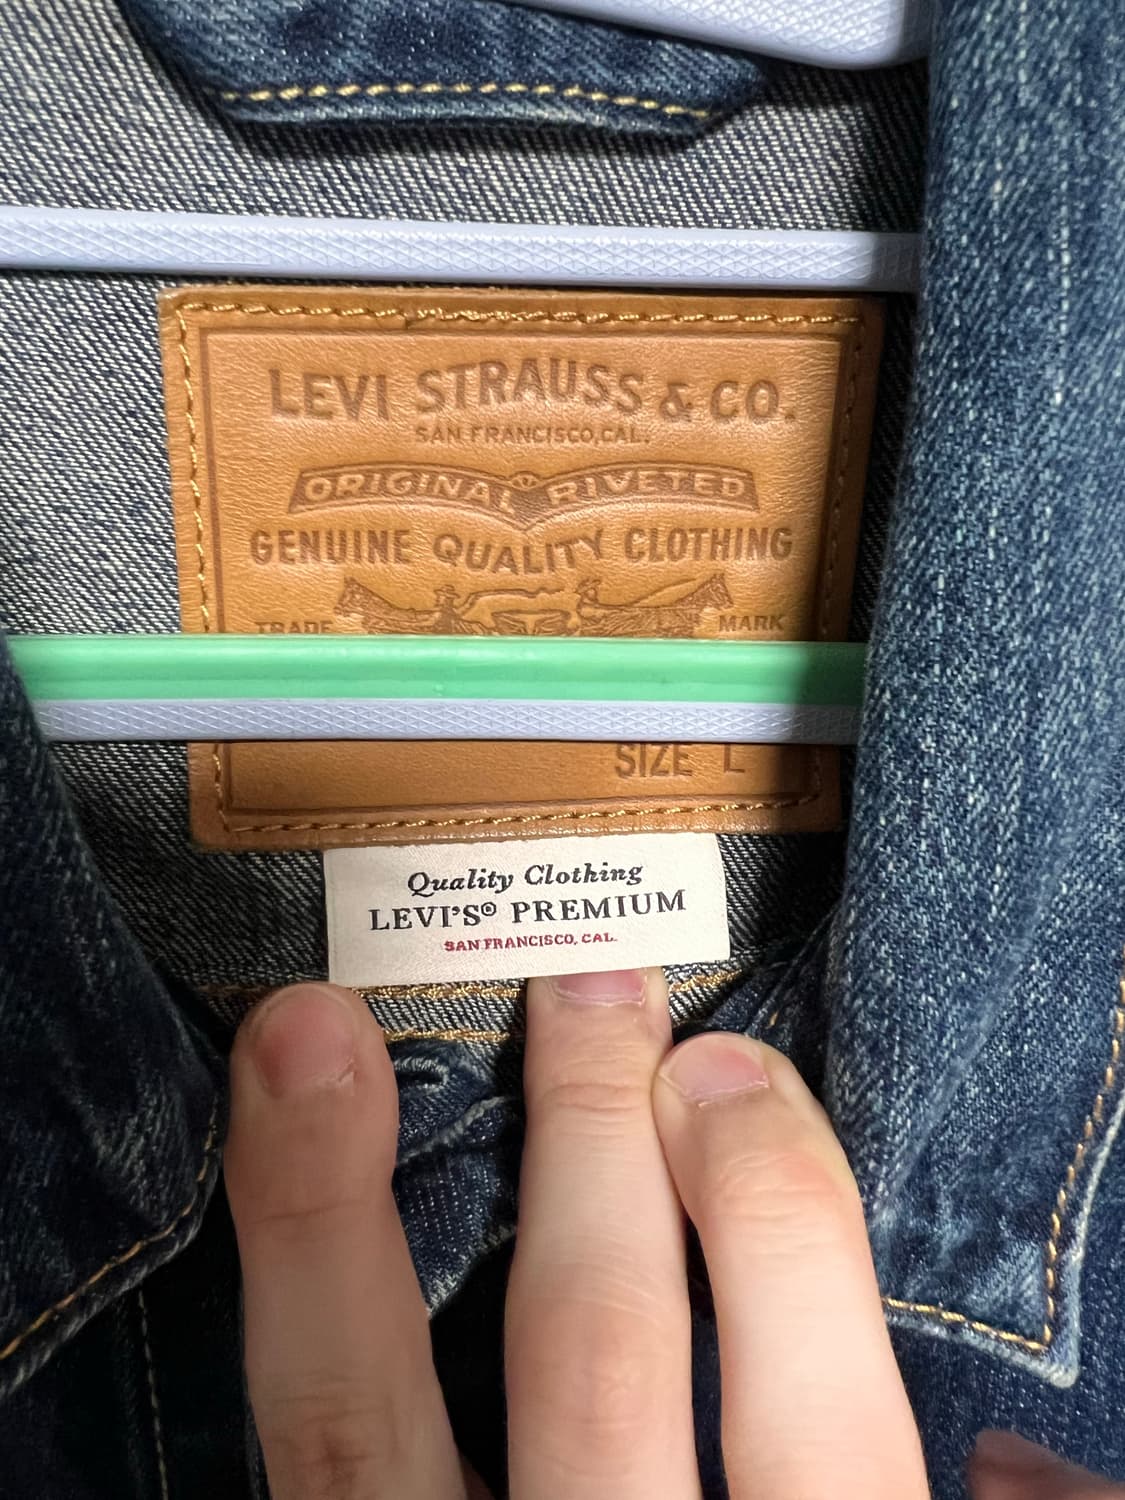 LEVI STRAUSS & CO.
SAN FRANCISCO, CAL.
ORIGINAL RIVETED
GENUINE QUALITY CLOTHING
TRADE MARK
SIZE L
Quality Clothing
LEVI'S® PREMIUM
SAN FRANCISCO, CAL.